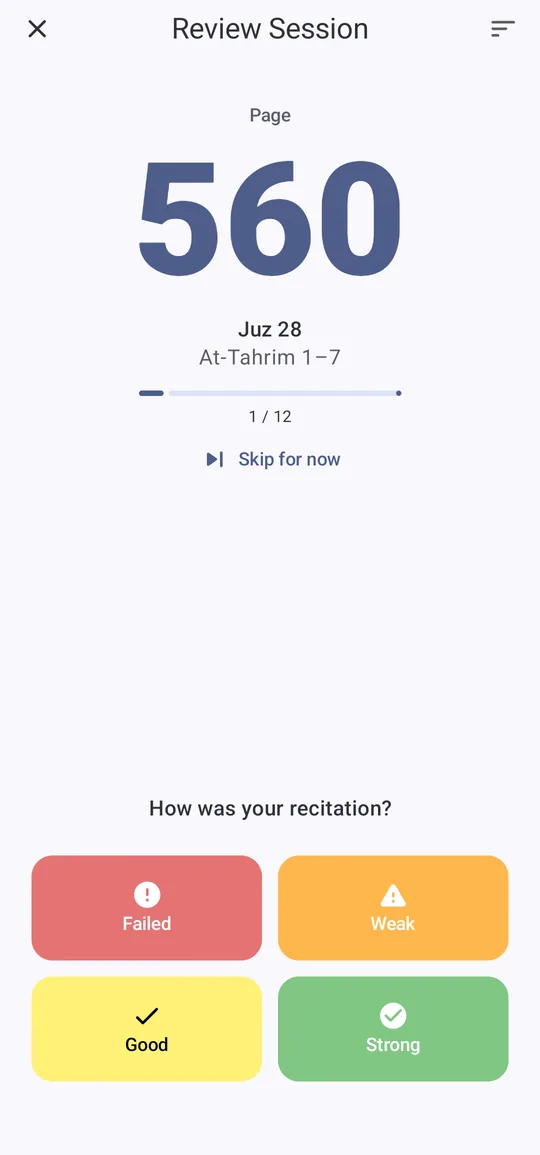 Review Session
Page
560
Juz 28
At-Tahrim 1–7
1 / 12
Skip for now
How was your recitation?
Failed
Weak
Good
Strong